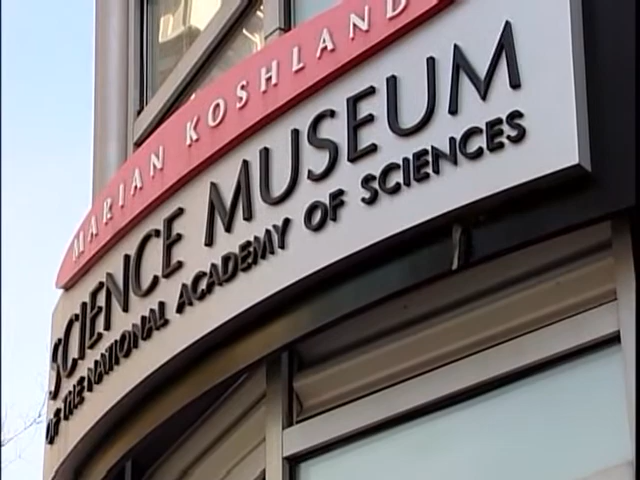 MARIAN KOSHLAND
SCIENCE MUSEUM
OF THE NATIONAL ACADEMY OF SCIENCES